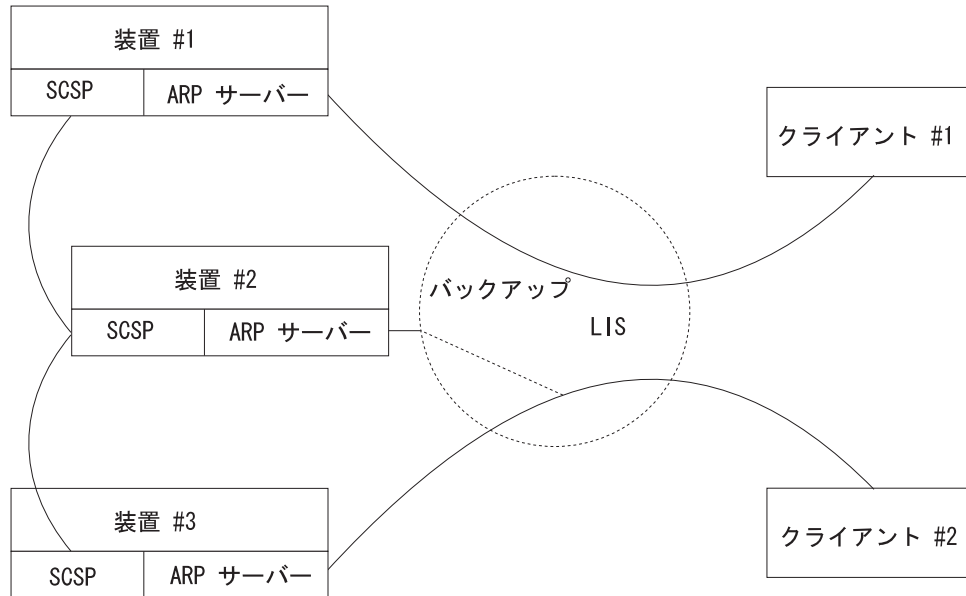 装置 #1
SCSP
ARP サーバー
クライアント #1
装置 #2
SCSP
ARP サーバー
バックアップ
LIS
装置 #3
SCSP
ARP サーバー
クライアント #2